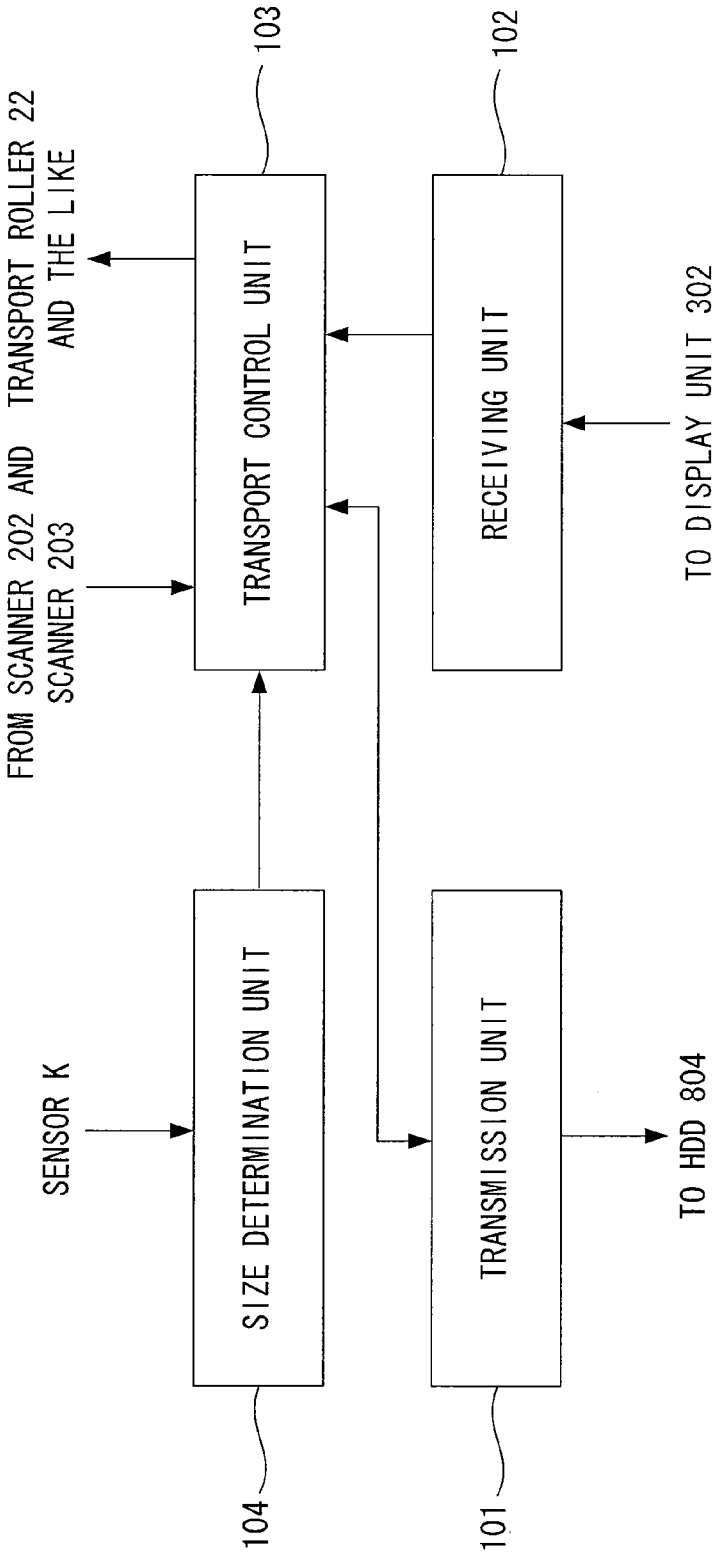 FROM SCANNER 202 AND
SCANNER 203
TRANSPORT ROLLER 22
AND THE LIKE
SENSOR K
SIZE DETERMINATION UNIT
104
TRANSPORT CONTROL UNIT
103
TRANSMISSION UNIT
101
RECEIVING UNIT
102
TO HDD 804
TO DISPLAY UNIT 302